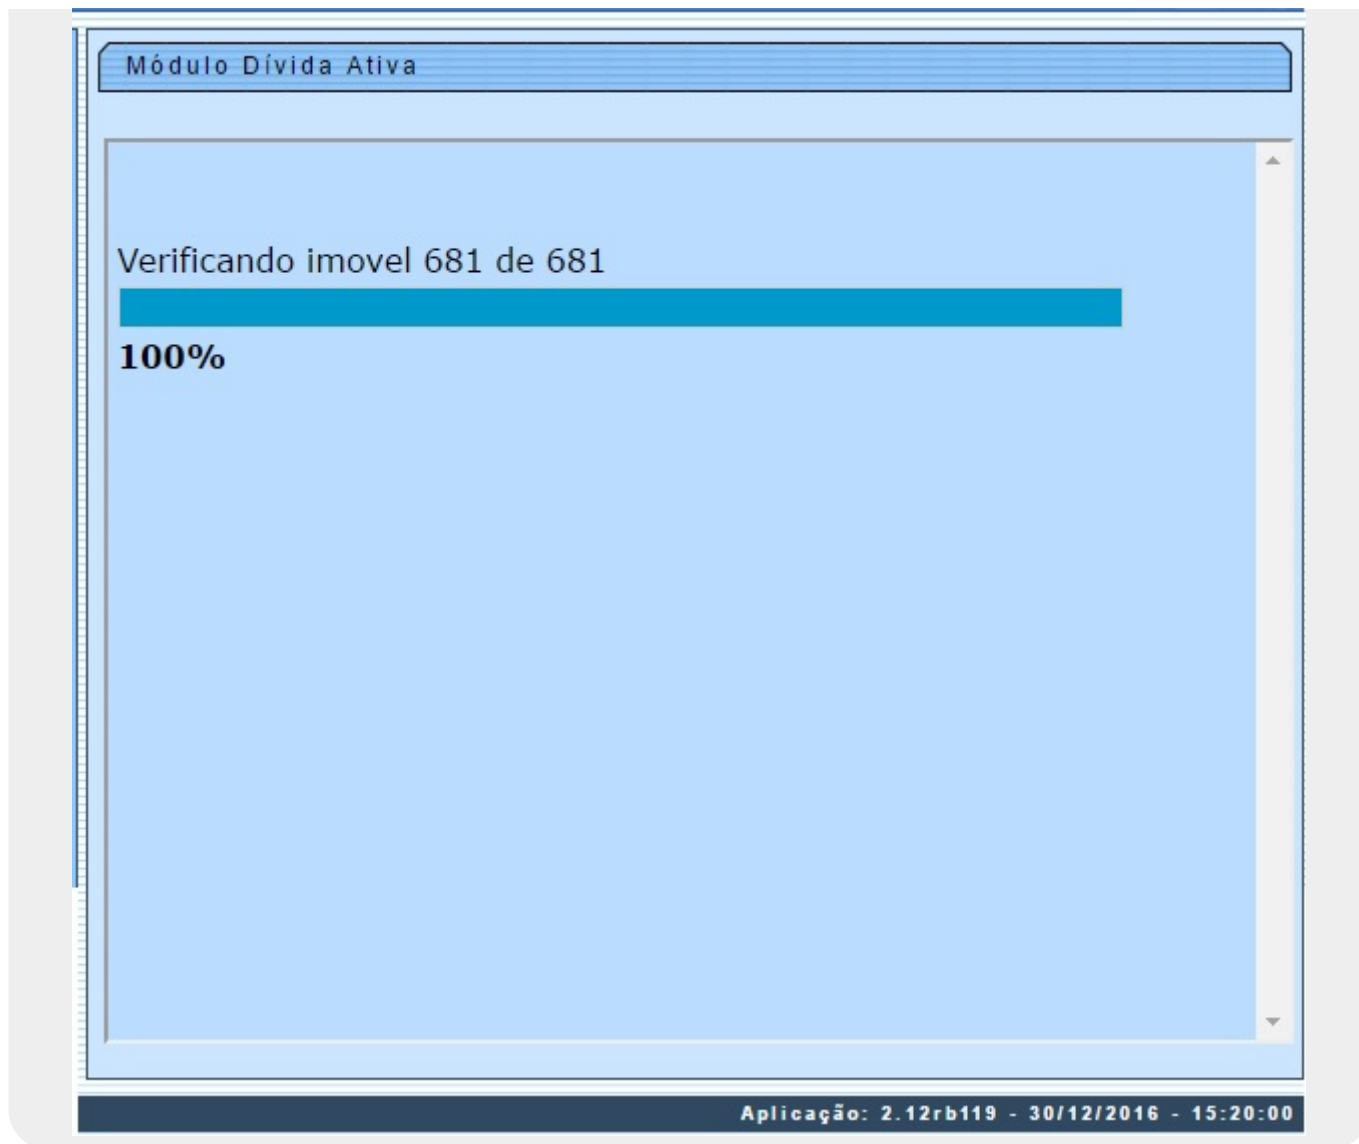 Módulo Dívida Ativa
Verificando imovel 681 de 681
100%
Aplicação: 2.12rb119 - 30/12/2016 - 15:20:00